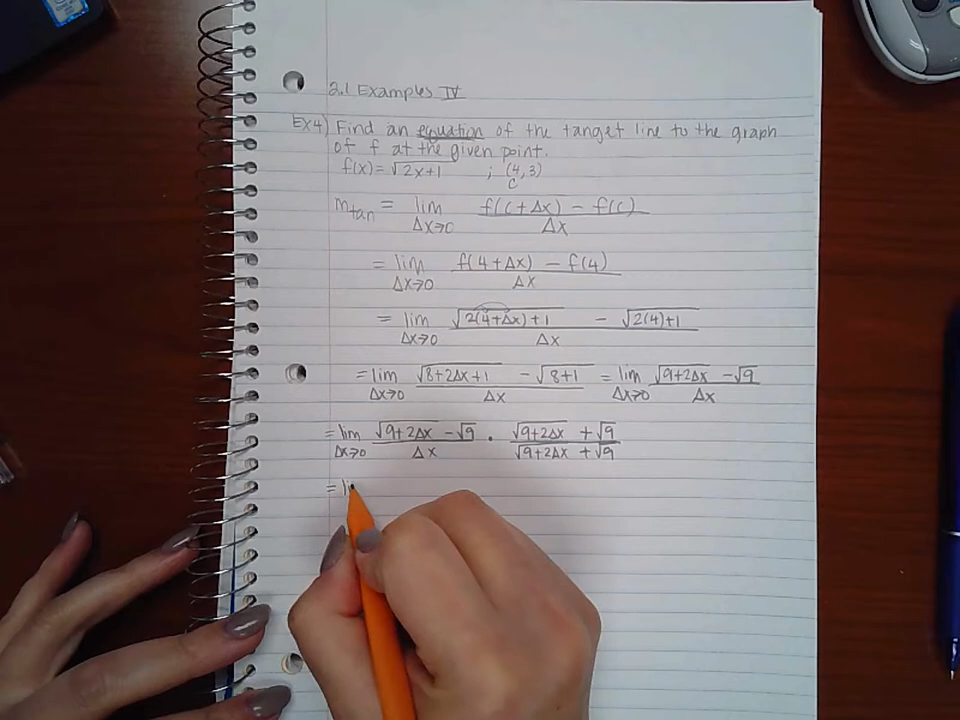 2.1 Examples IV
Ex4) Find an equation of the tanget line to the graph
of f at the given point.
f(x) = √2x+1 ; (4,3)
c
mtan = lim Δx→0 f(c+Δx) − f(c) / Δx
= lim Δx→0 f(4+Δx) − f(4) / Δx
= lim Δx→0 √2(4+Δx)+1 − √2(4)+1 / Δx
= lim Δx→0 √8+2Δx+1 − √8+1 / Δx = lim Δx→0 √9+2Δx − √9 / Δx
= lim Δx→0 √9+2Δx − √9 / Δx · √9+2Δx + √9 / √9+2Δx + √9
= li